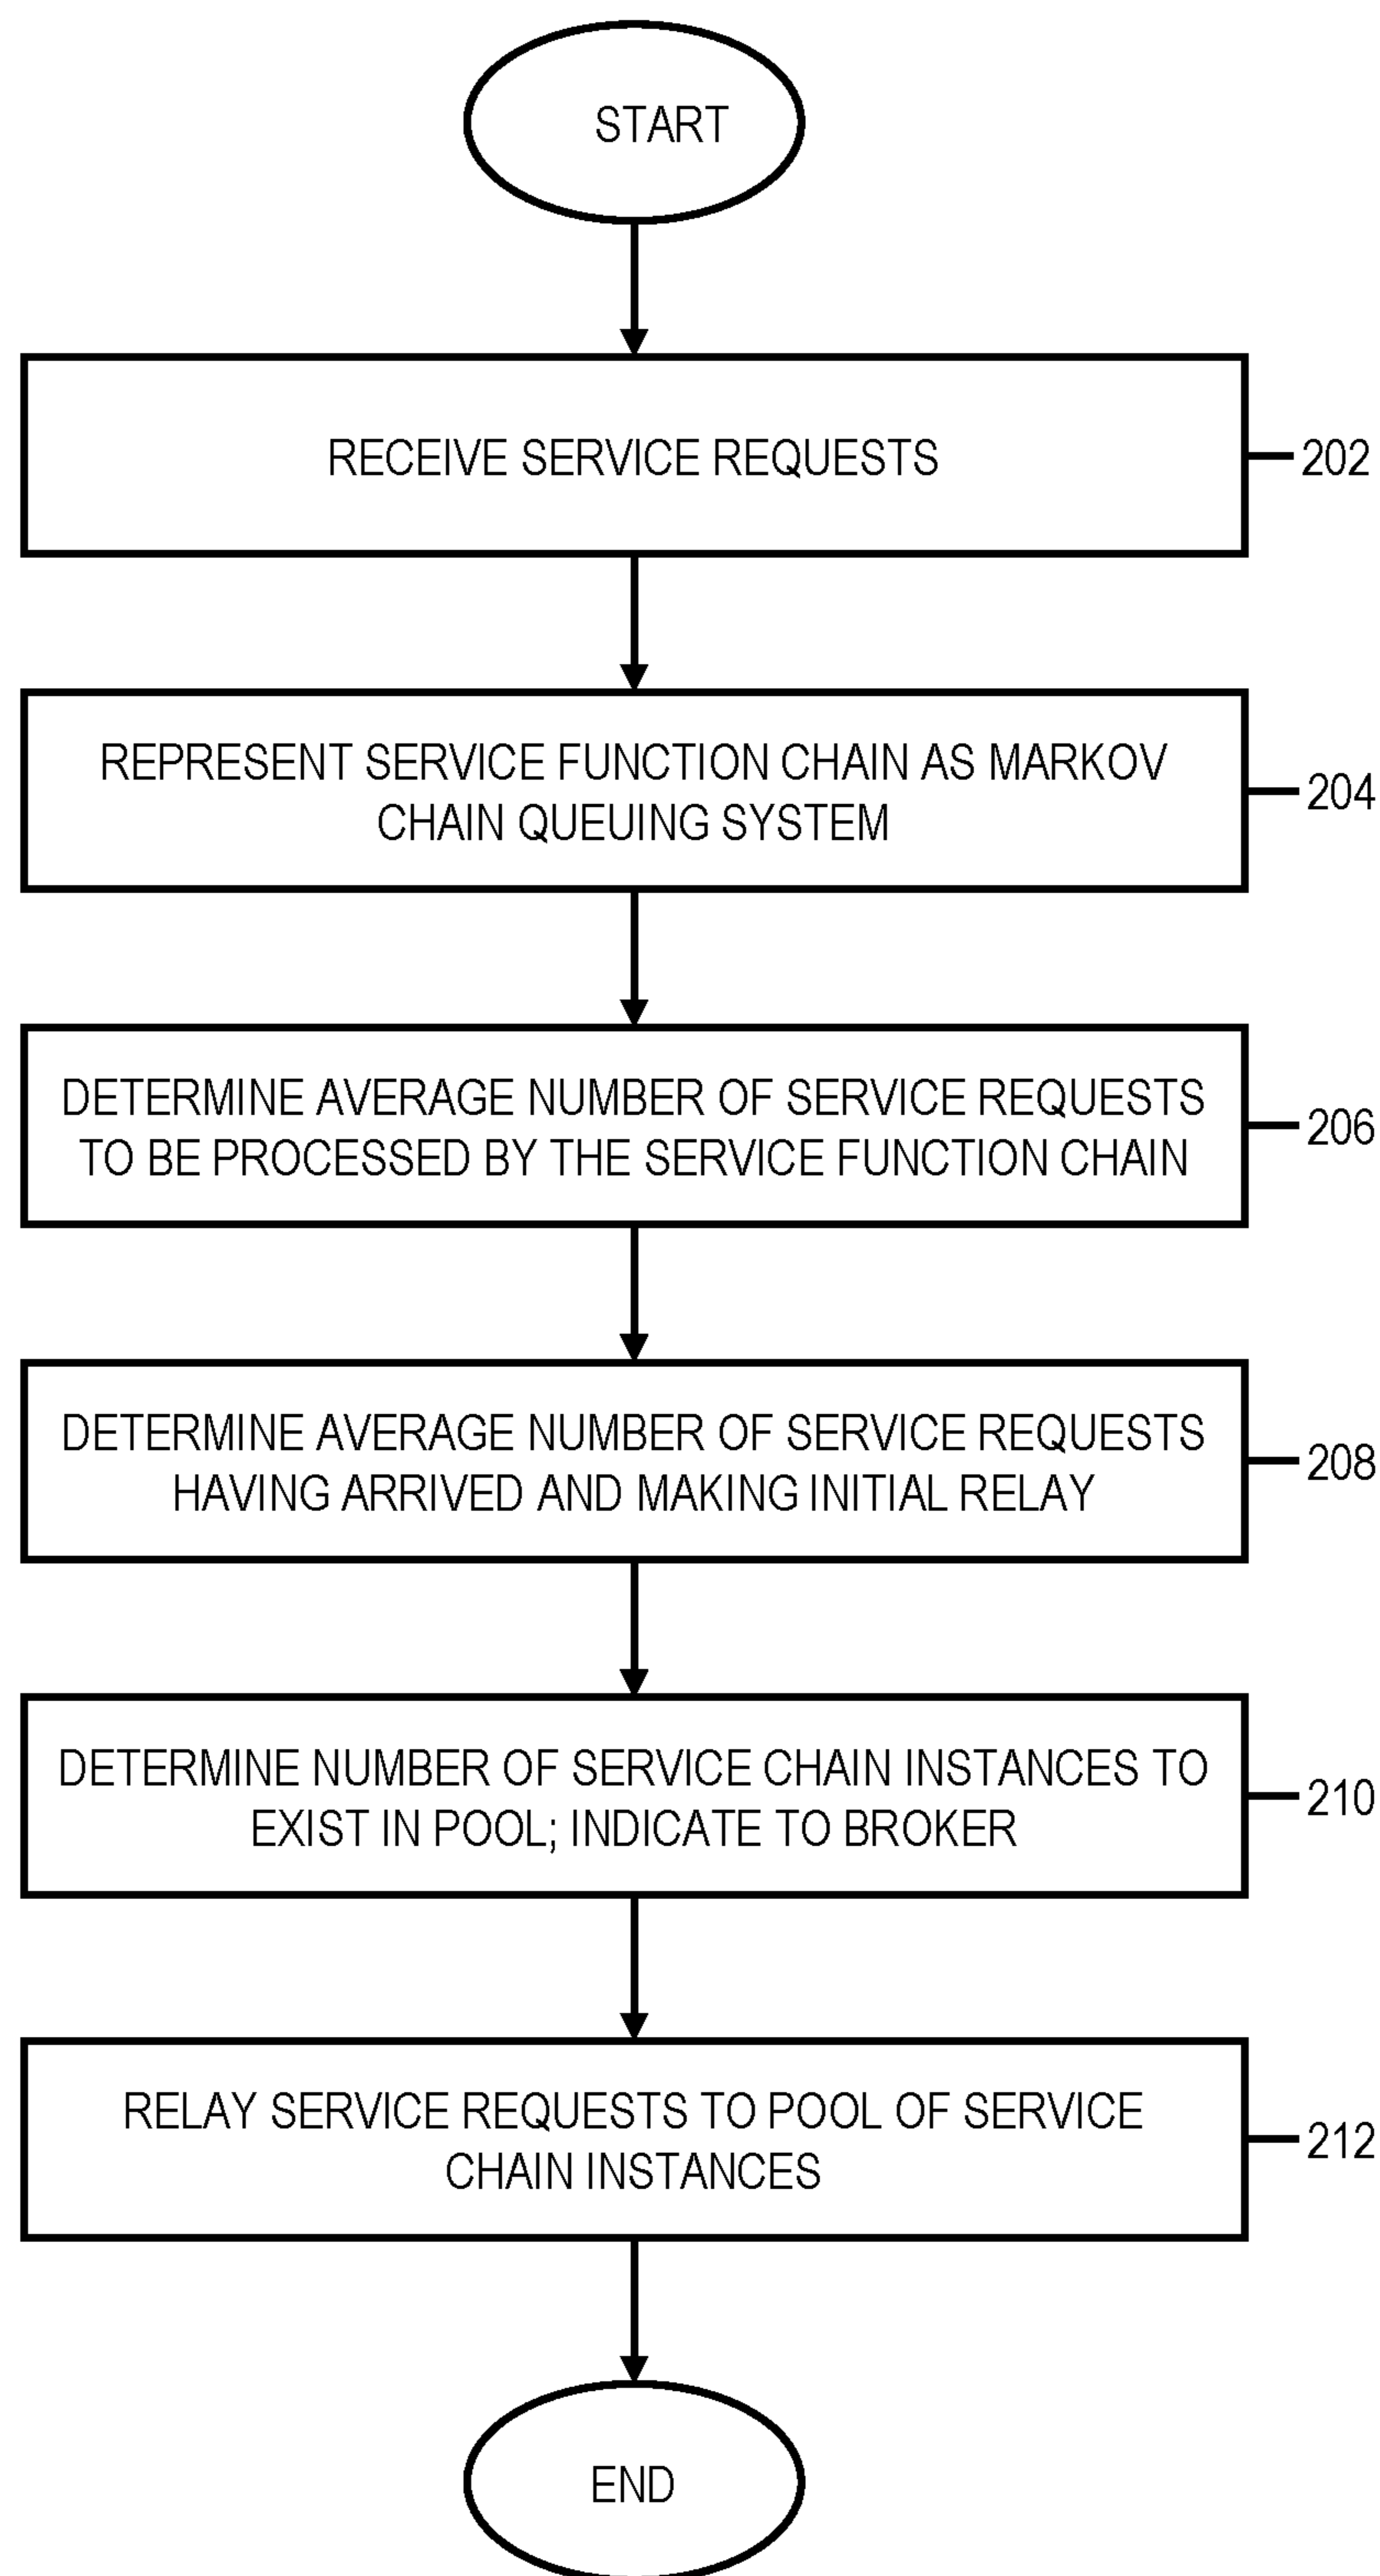 START
RECEIVE SERVICE REQUESTS
202
REPRESENT SERVICE FUNCTION CHAIN AS MARKOV
CHAIN QUEUING SYSTEM
204
DETERMINE AVERAGE NUMBER OF SERVICE REQUESTS
TO BE PROCESSED BY THE SERVICE FUNCTION CHAIN
206
DETERMINE AVERAGE NUMBER OF SERVICE REQUESTS
HAVING ARRIVED AND MAKING INITIAL RELAY
208
DETERMINE NUMBER OF SERVICE CHAIN INSTANCES TO
EXIST IN POOL; INDICATE TO BROKER
210
RELAY SERVICE REQUESTS TO POOL OF SERVICE
CHAIN INSTANCES
212
END